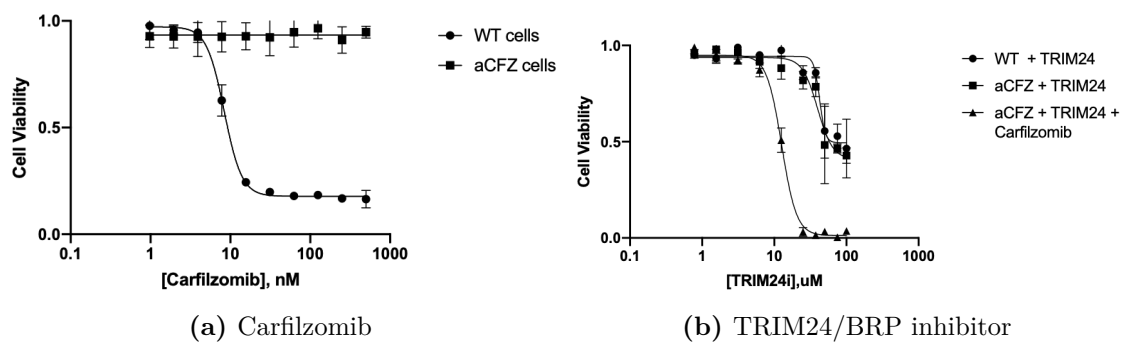 1.0
0.5
0.0
Cell Viability
0.1 1 10 100 1000
[Carfilzomib], nM
WT cells
aCFZ cells
(a) Carfilzomib
1.0
0.5
0.0
Cell Viability
0.1 1 10 100 1000
[TRIM24i],uM
WT + TRIM24
aCFZ + TRIM24
aCFZ + TRIM24 +
Carfilzomib
(b) TRIM24/BRP inhibitor